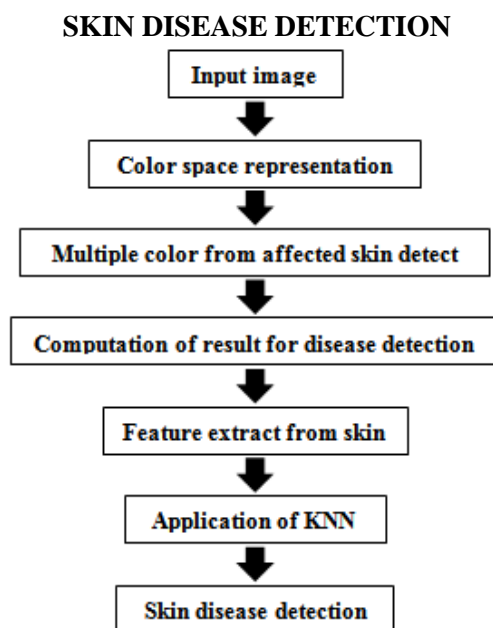 SKIN DISEASE DETECTION
Input image
Color space representation
Multiple color from affected skin detect
Computation of result for disease detection
Feature extract from skin
Application of KNN
Skin disease detection